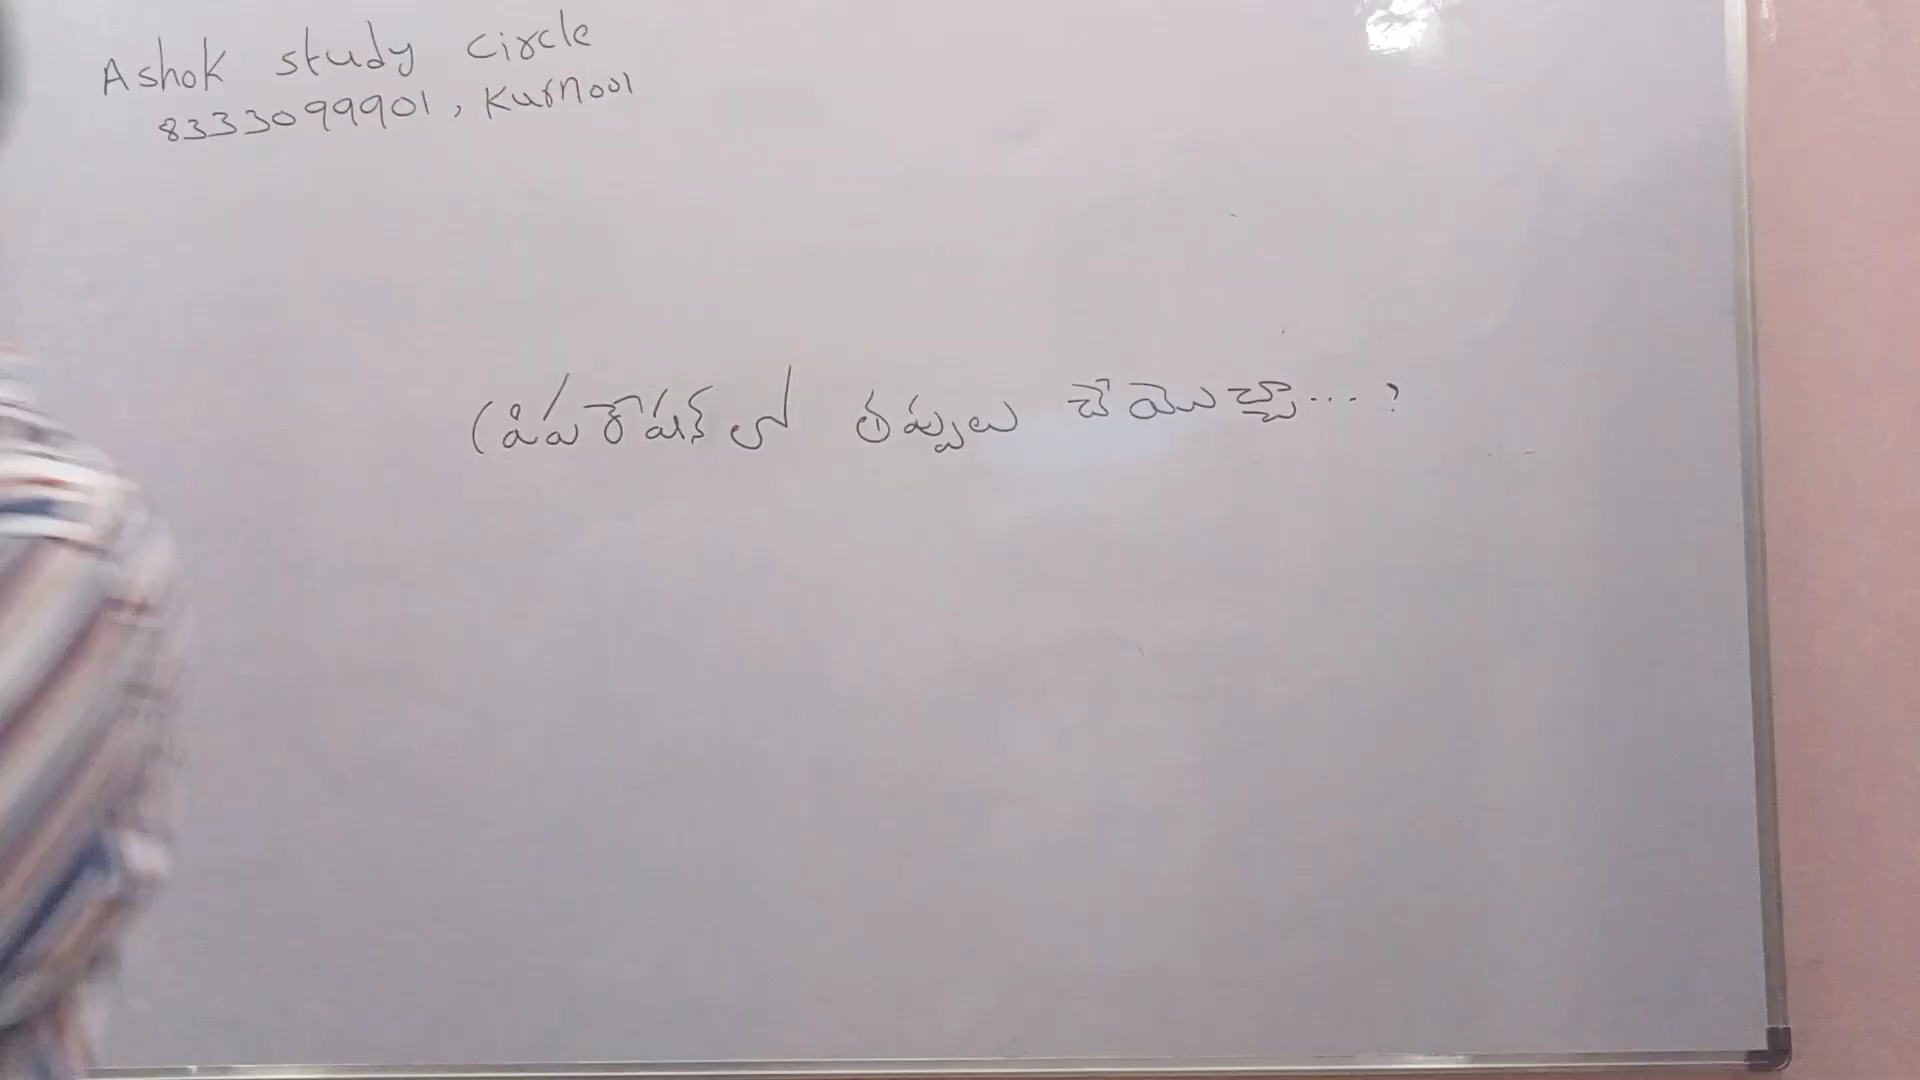 Ashok study circle
8333099901, Kurnool
ప్రిపరేషన్ లో తప్పులు చేయొచ్చా... ?